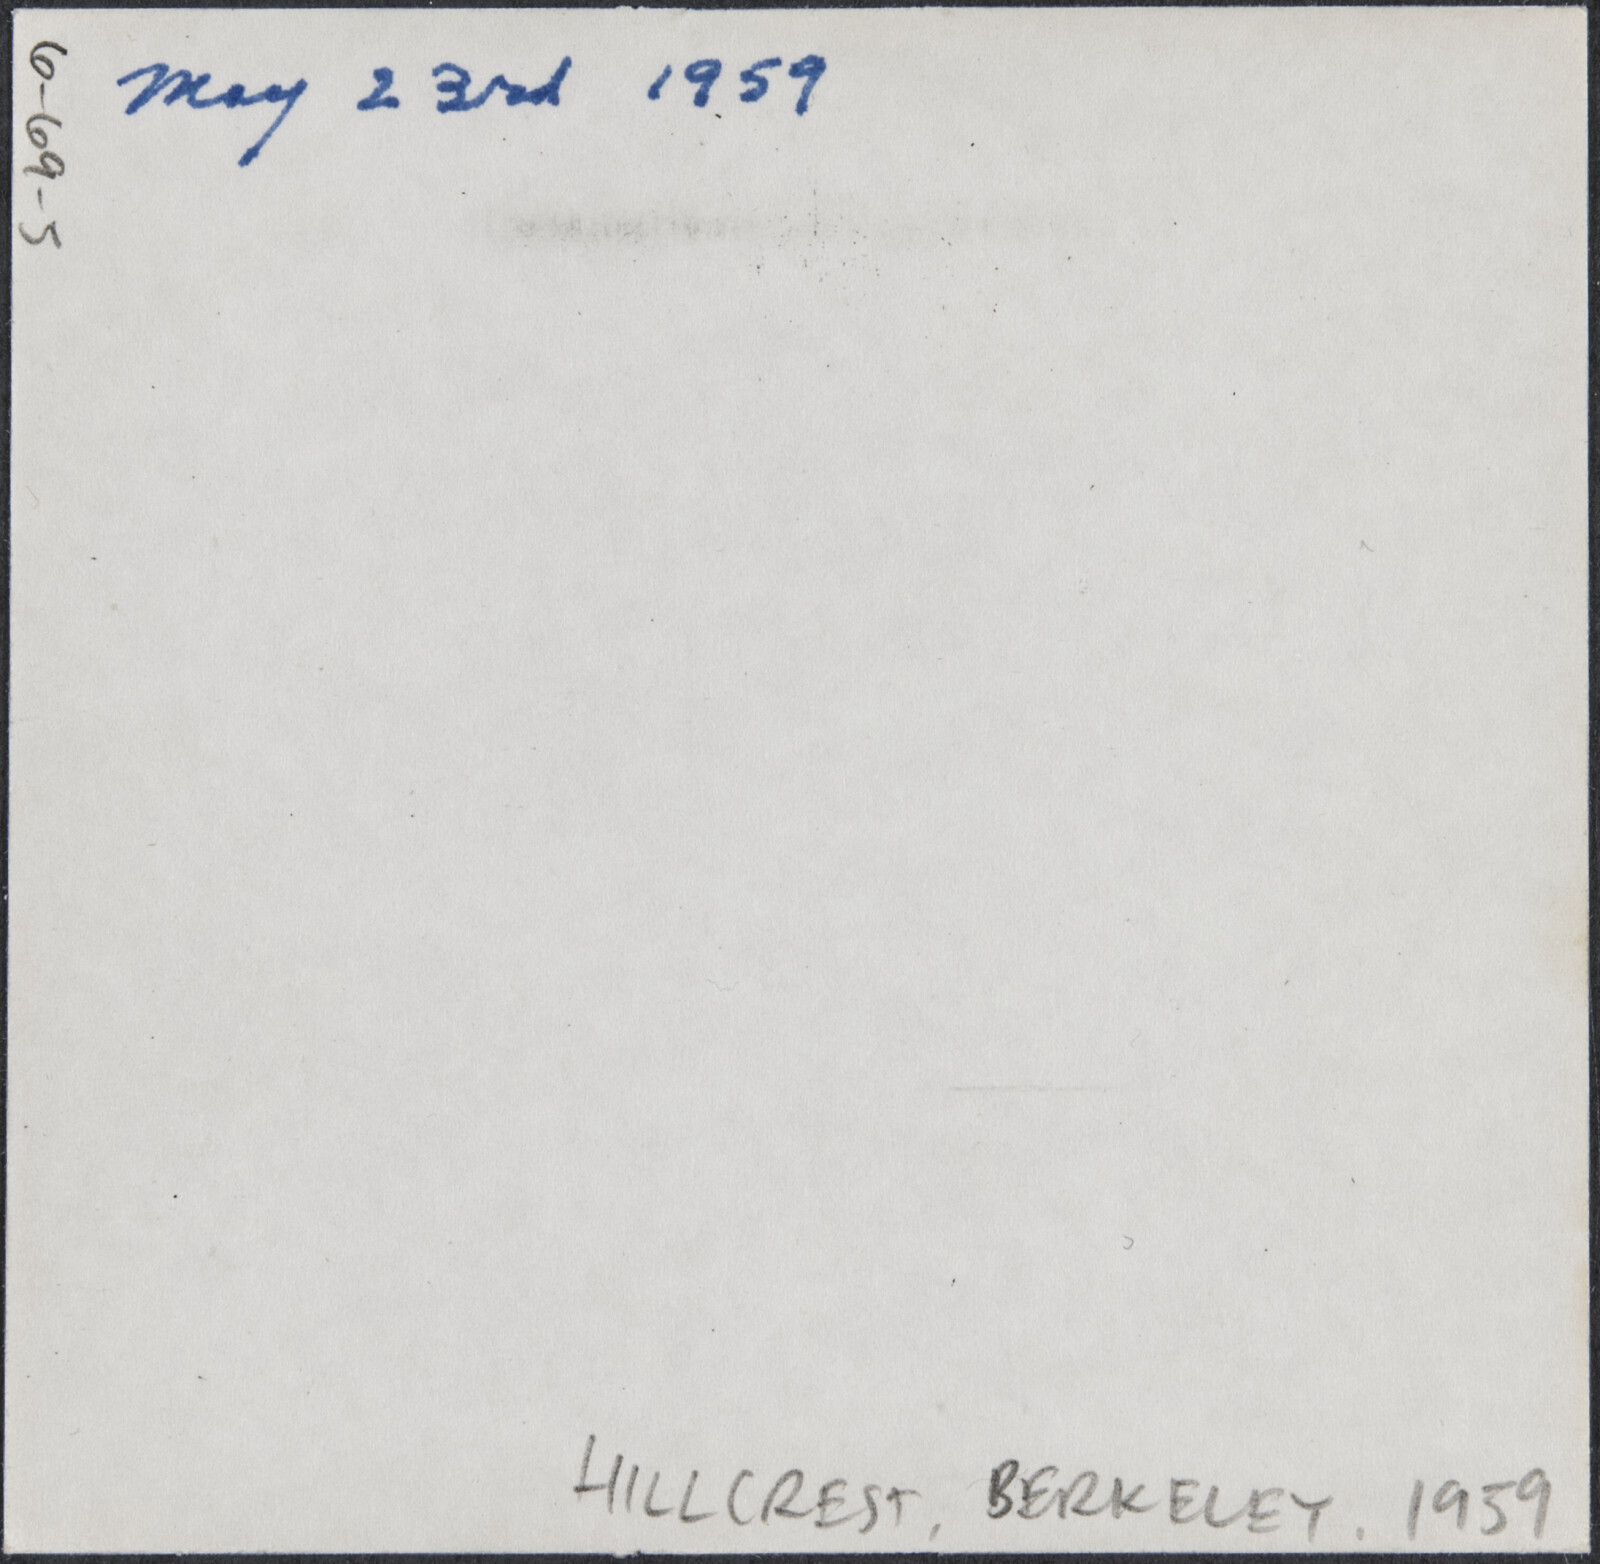 May 23rd 1959
6-69-5
HILLCREST, BERKELEY. 1959